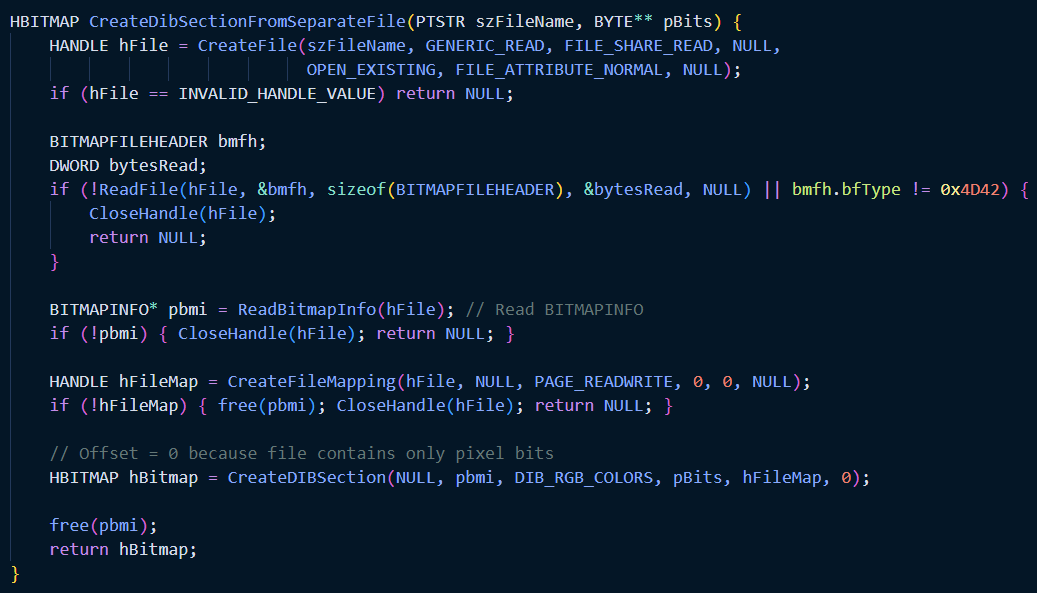 HBITMAP CreateDibSectionFromSeparateFile(PTSTR szFileName, BYTE** pBits) {
    HANDLE hFile = CreateFile(szFileName, GENERIC_READ, FILE_SHARE_READ, NULL,
                              OPEN_EXISTING, FILE_ATTRIBUTE_NORMAL, NULL);
    if (hFile == INVALID_HANDLE_VALUE) return NULL;

    BITMAPFILEHEADER bmfh;
    DWORD bytesRead;
    if (!ReadFile(hFile, &bmfh, sizeof(BITMAPFILEHEADER), &bytesRead, NULL) || bmfh.bfType != 0x4D42) {
        CloseHandle(hFile);
        return NULL;
    }

    BITMAPINFO* pbmi = ReadBitmapInfo(hFile); // Read BITMAPINFO
    if (!pbmi) { CloseHandle(hFile); return NULL; }

    HANDLE hFileMap = CreateFileMapping(hFile, NULL, PAGE_READWRITE, 0, 0, NULL);
    if (!hFileMap) { free(pbmi); CloseHandle(hFile); return NULL; }

    // Offset = 0 because file contains only pixel bits
    HBITMAP hBitmap = CreateDIBSection(NULL, pbmi, DIB_RGB_COLORS, pBits, hFileMap, 0);

    free(pbmi);
    return hBitmap;
}